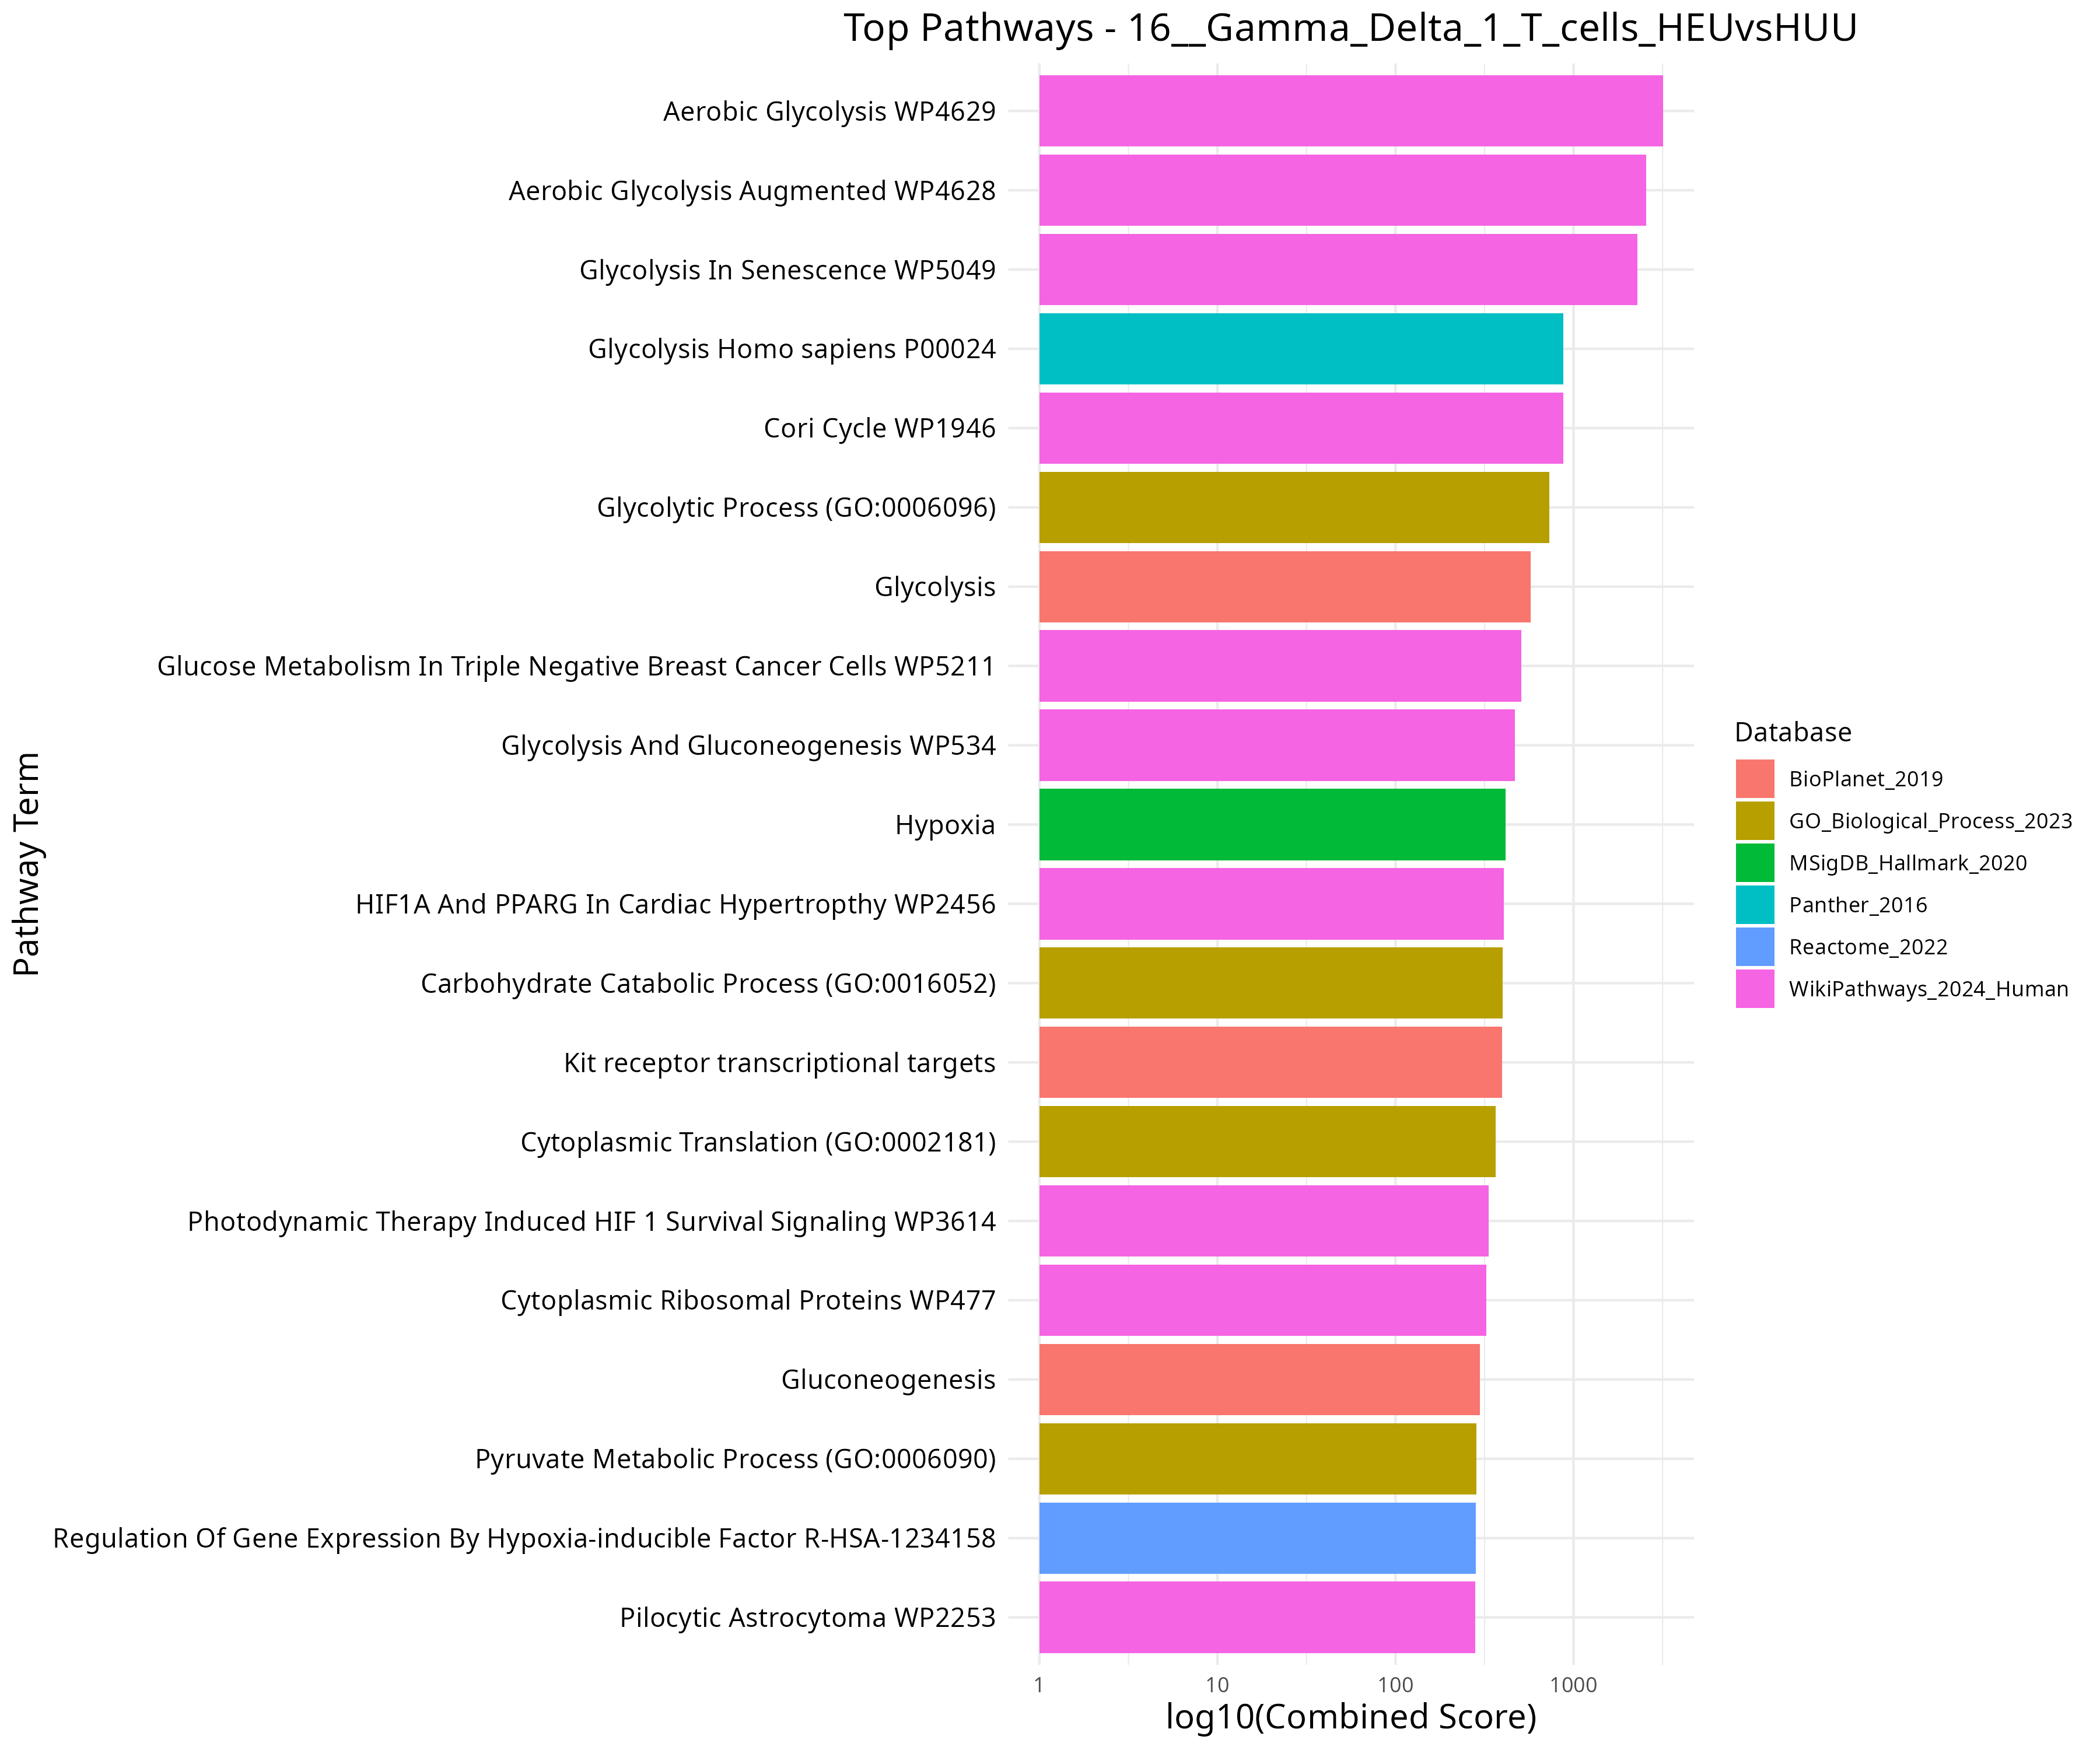 Top Pathways - 16__Gamma_Delta_1_T_cells_HEUvsHUU
Pathway Term
Aerobic Glycolysis WP4629
Aerobic Glycolysis Augmented WP4628
Glycolysis In Senescence WP5049
Glycolysis Homo sapiens P00024
Cori Cycle WP1946
Glycolytic Process (GO:0006096)
Glycolysis
Glucose Metabolism In Triple Negative Breast Cancer Cells WP5211
Glycolysis And Gluconeogenesis WP534
Hypoxia
HIF1A And PPARG In Cardiac Hypertropthy WP2456
Carbohydrate Catabolic Process (GO:0016052)
Kit receptor transcriptional targets
Cytoplasmic Translation (GO:0002181)
Photodynamic Therapy Induced HIF 1 Survival Signaling WP3614
Cytoplasmic Ribosomal Proteins WP477
Gluconeogenesis
Pyruvate Metabolic Process (GO:0006090)
Regulation Of Gene Expression By Hypoxia-inducible Factor R-HSA-1234158
Pilocytic Astrocytoma WP2253
1 10 100 1000
log10(Combined Score)
Database
BioPlanet_2019
GO_Biological_Process_2023
MSigDB_Hallmark_2020
Panther_2016
Reactome_2022
WikiPathways_2024_Human